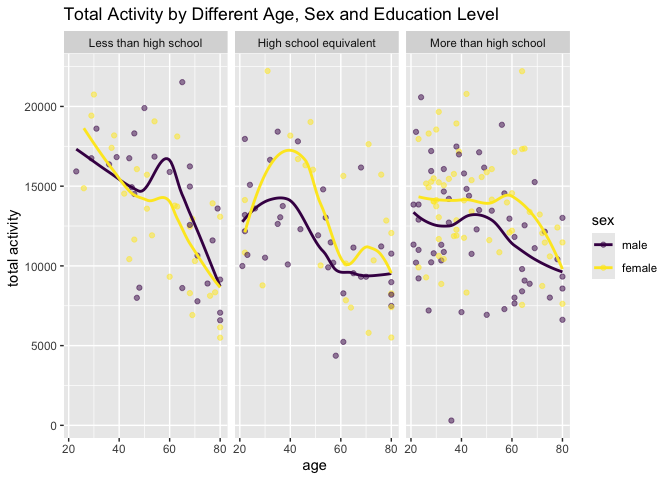 Total Activity by Different Age, Sex and Education Level
Less than high school
High school equivalent
More than high school
20000
15000
10000
5000
0
total activity
20 40 60 80
20 40 60 80
20 40 60 80
age
sex
male
female